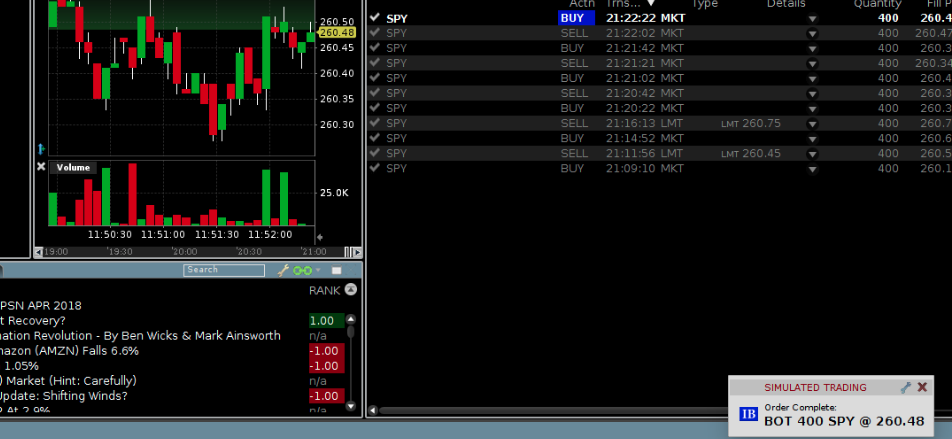 Actn Trns... Type Details Quantity Fill P
SPY BUY 21:22:22 MKT 400 260.4
SPY SELL 21:22:02 MKT 400 260.47
SPY BUY 21:21:42 MKT 400 260.4
SPY SELL 21:21:21 MKT 400 260.34
SPY BUY 21:21:02 MKT 400 260.4
SPY SELL 21:20:42 MKT 400 260.3
SPY BUY 21:20:22 MKT 400 260.3
SPY SELL 21:16:13 LMT LMT 260.75 400 260.7
SPY BUY 21:14:52 MKT 400 260.6
SPY SELL 21:11:56 LMT LMT 260.45 400 260.5
SPY BUY 21:09:10 MKT 400 260.1
260.50
260.48
260.45
260.40
260.35
260.30
Volume
25.0K
11:50:30 11:51:00 11:51:30 11:52:00
19:00 19:30 20:00 20:30 21:00
Search
RANK
PSN APR 2018
t Recovery? 1.00
nation Revolution - By Ben Wicks & Mark Ainsworth n/a
mazon (AMZN) Falls 6.6% -1.00
1.05% -1.00
) Market (Hint: Carefully) n/a
Update: Shifting Winds? -1.00
At 2.9% n/a
SIMULATED TRADING
IB
Order Complete:
BOT 400 SPY @ 260.48